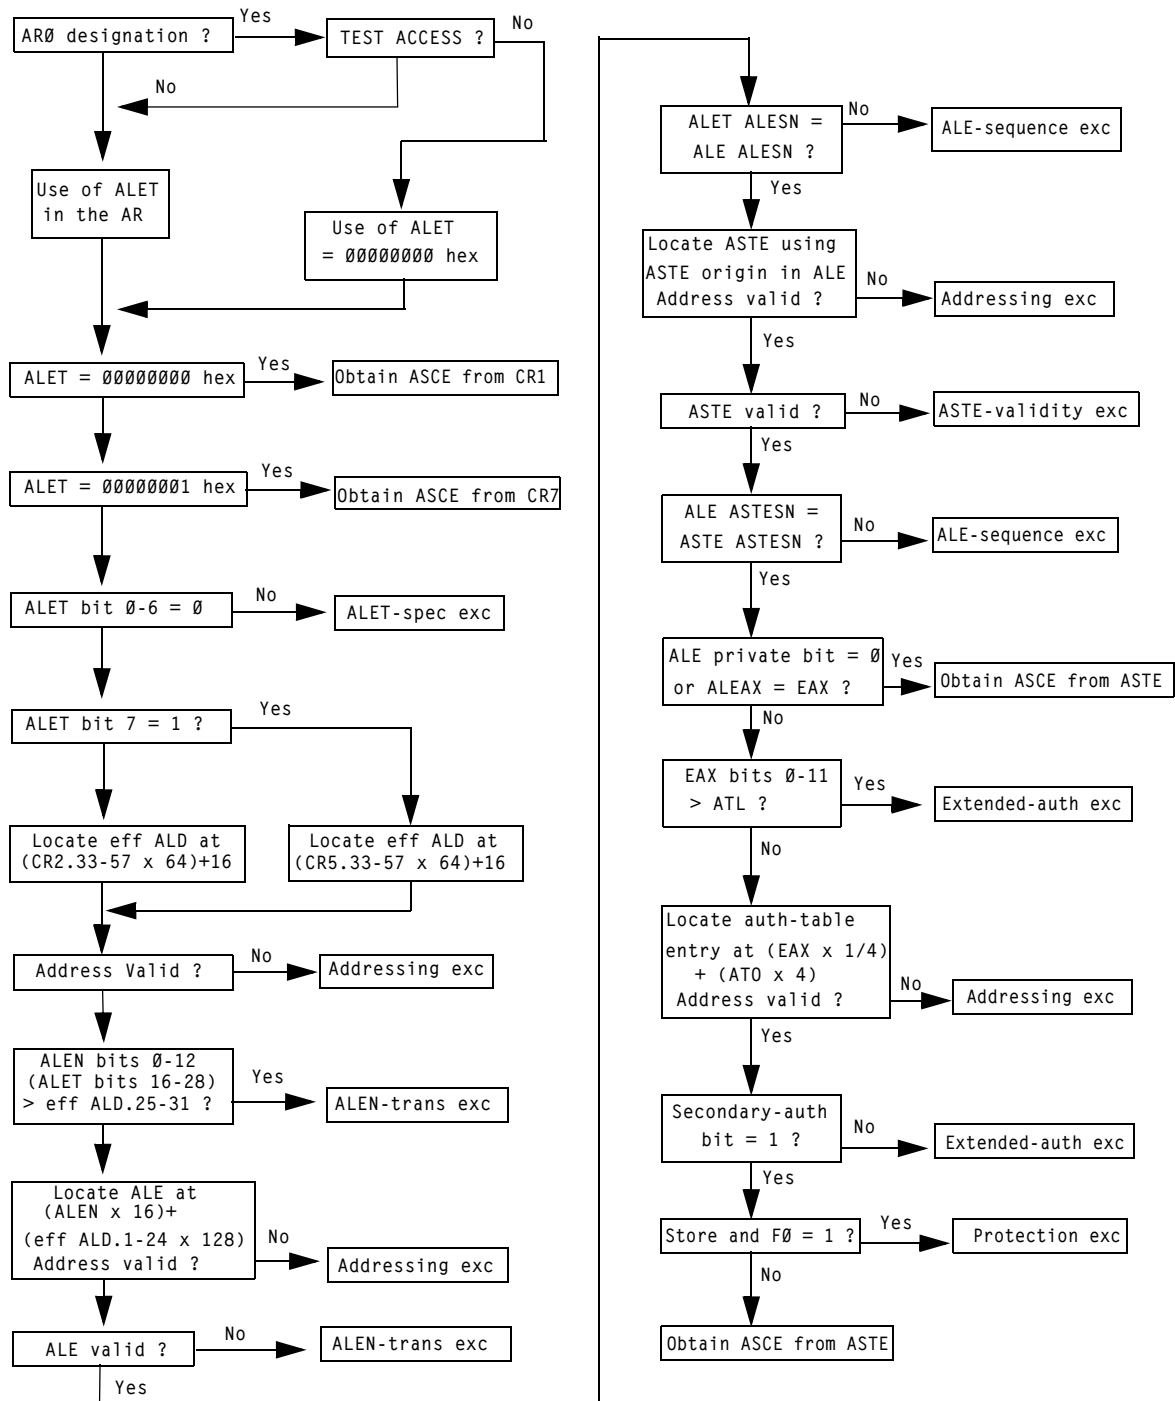 ARØ designation ?
Yes
TEST ACCESS ?
No
No
Use of ALET
in the AR
Use of ALET
= ØØØØØØØØ hex
ALET = ØØØØØØØØ hex
Yes
Obtain ASCE from CR1
ALET = ØØØØØØØ1 hex
Yes
Obtain ASCE from CR7
ALET bit Ø-6 = Ø
No
ALET-spec exc
ALET bit 7 = 1 ?
Yes
Locate eff ALD at
(CR2.33-57 x 64)+16
Locate eff ALD at
(CR5.33-57 x 64)+16
Address Valid ?
No
Addressing exc
ALEN bits Ø-12
(ALET bits 16-28)
> eff ALD.25-31 ?
Yes
ALEN-trans exc
Locate ALE at
(ALEN x 16)+
(eff ALD.1-24 x 128)
Address valid ?
No
Addressing exc
ALE valid ?
No
ALEN-trans exc
Yes
ALET ALESN =
ALE ALESN ?
No
ALE-sequence exc
Yes
Locate ASTE using
ASTE origin in ALE
Address valid ?
No
Addressing exc
Yes
ASTE valid ?
No
ASTE-validity exc
Yes
ALE ASTESN =
ASTE ASTESN ?
No
ALE-sequence exc
Yes
ALE private bit = Ø
or ALEAX = EAX ?
Yes
Obtain ASCE from ASTE
No
EAX bits Ø-11
> ATL ?
Yes
Extended-auth exc
No
Locate auth-table
entry at (EAX x 1/4)
+ (ATO x 4)
Address valid ?
No
Addressing exc
Yes
Secondary-auth
bit = 1 ?
No
Extended-auth exc
Yes
Store and FØ = 1 ?
Yes
Protection exc
No
Obtain ASCE from ASTE